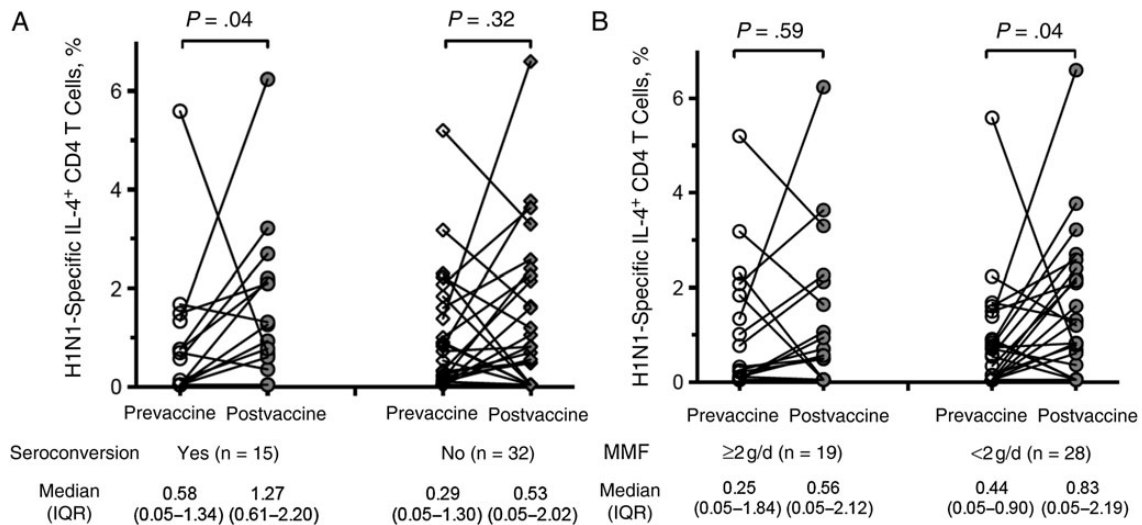 A
P = .04
P = .32
H1N1-Specific IL-4+ CD4 T Cells, %
6
4
2
0
Prevaccine Postvaccine
Prevaccine Postvaccine
Seroconversion
Yes (n = 15)
No (n = 32)
Median
(IQR)
0.58
(0.05–1.34)
1.27
(0.61–2.20)
0.29
(0.05–1.30)
0.53
(0.05–2.02)
B
P = .59
P = .04
H1N1-Specific IL-4+ CD4 T Cells, %
6
4
2
0
Prevaccine Postvaccine
Prevaccine Postvaccine
MMF
≥2 g/d (n = 19)
<2 g/d (n = 28)
Median
(IQR)
0.25
(0.05–1.84)
0.56
(0.05–2.12)
0.44
(0.05–0.90)
0.83
(0.05–2.19)